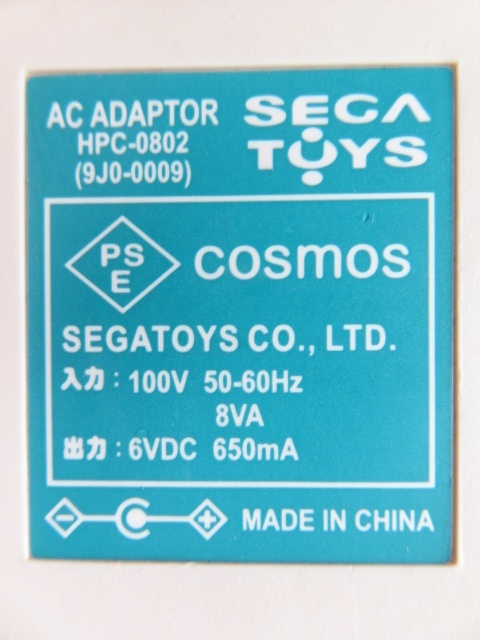 AC ADAPTOR
HPC-0802
(9J0-0009)
SEGA
TOYS
PS
E
cosmos
SEGATOYS CO., LTD.
入力：100V 50-60Hz
8VA
出力：6VDC 650mA
MADE IN CHINA